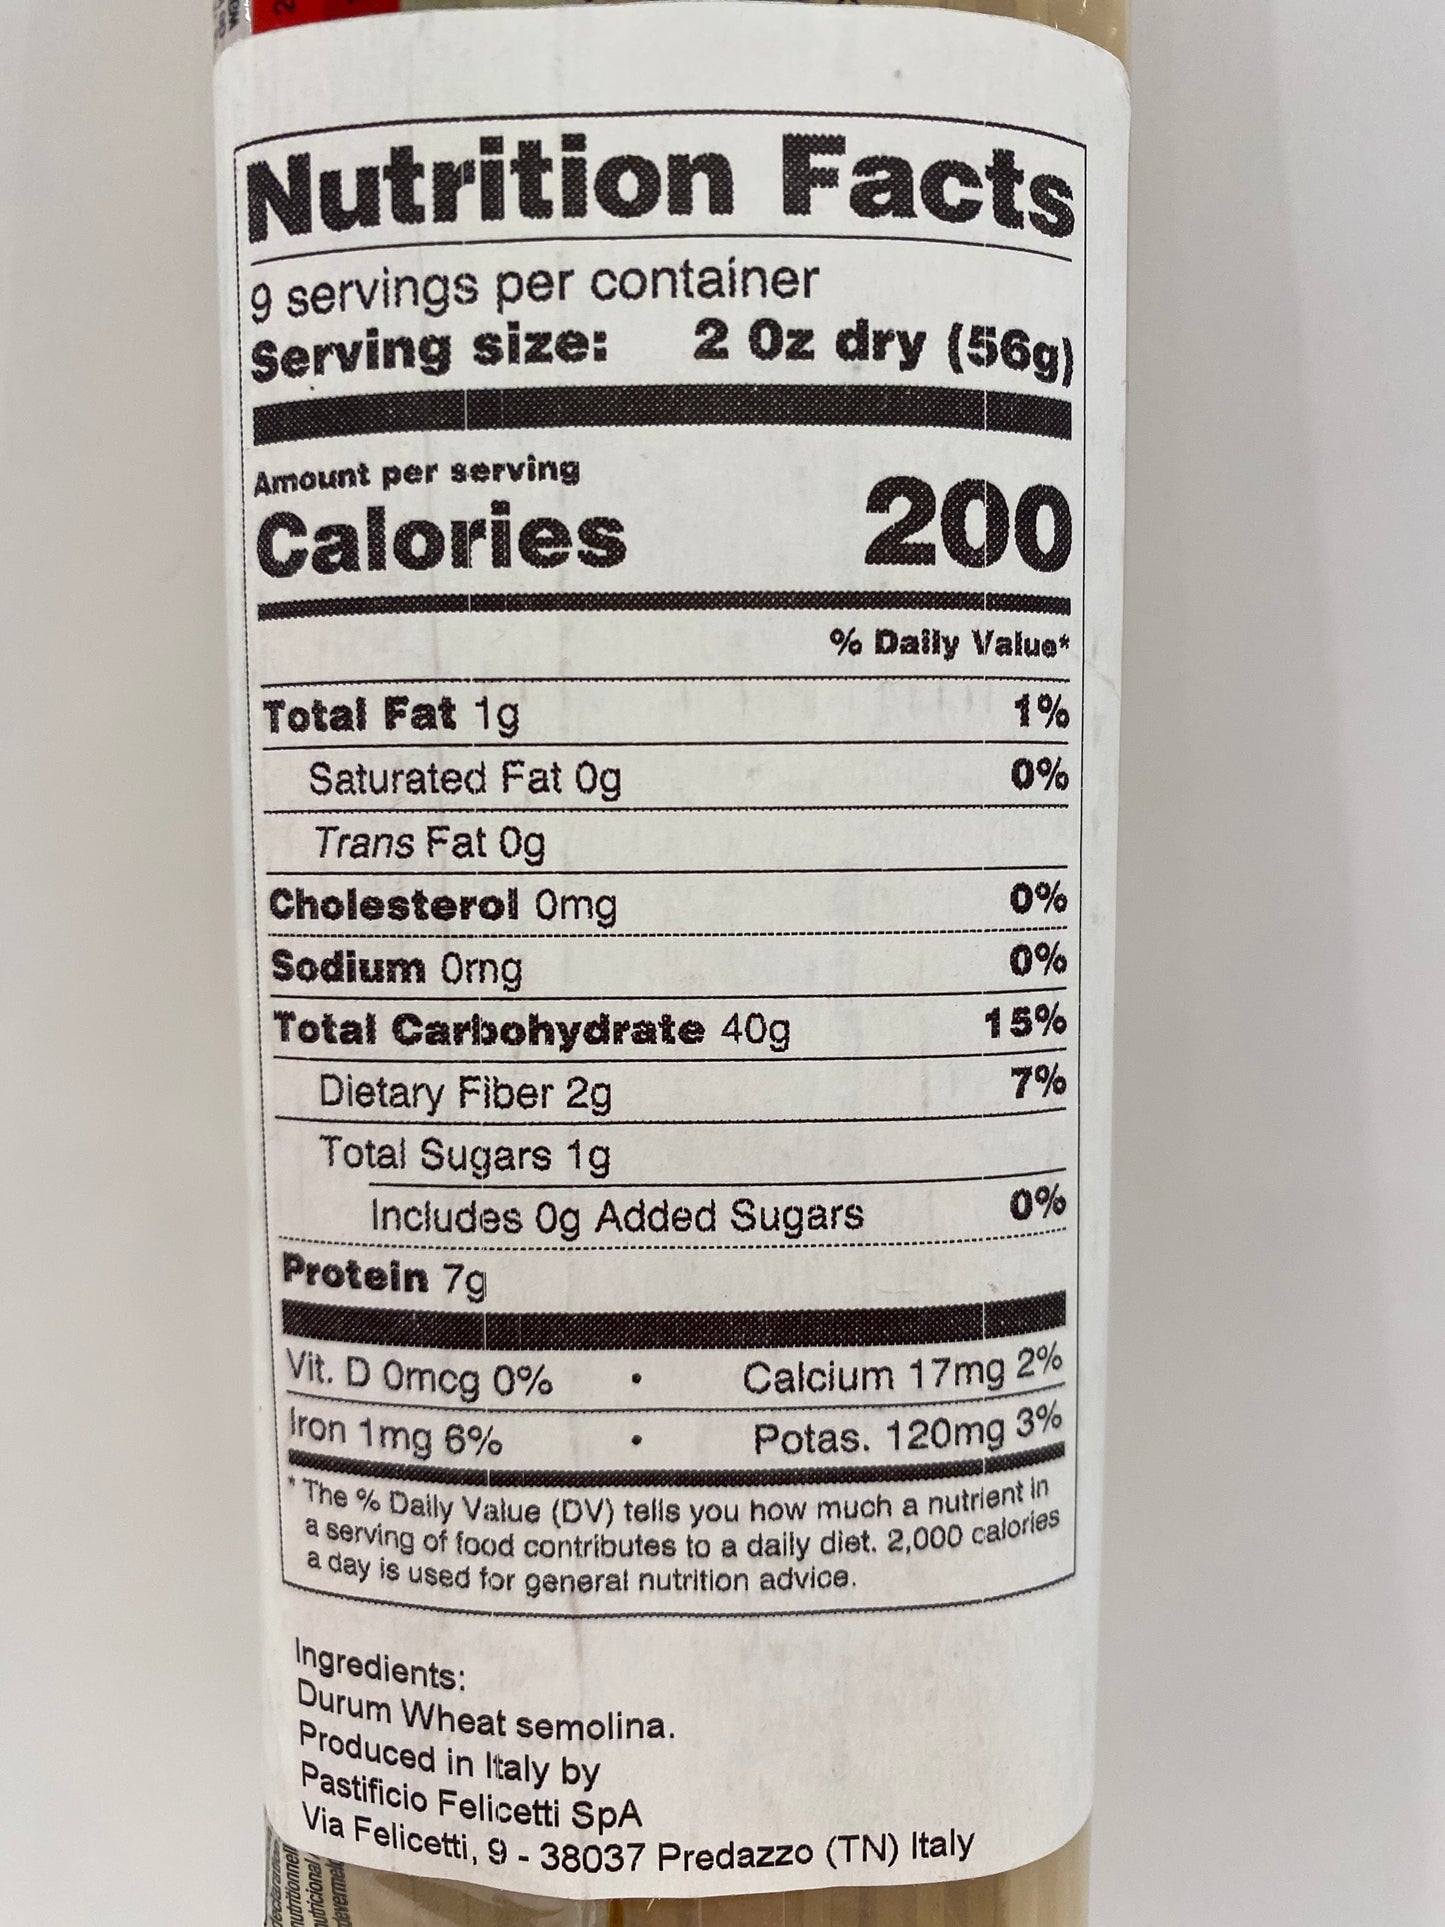 Nutrition Facts
9 servings per container
Serving size: 2 Oz dry (56g)
Amount per serving
Calories 200
% Daily Value*
Total Fat 1g 1%
Saturated Fat 0g 0%
Trans Fat 0g
Cholesterol 0mg 0%
Sodium 0mg 0%
Total Carbohydrate 40g 15%
Dietary Fiber 2g 7%
Total Sugars 1g
Includes 0g Added Sugars 0%
Protein 7g
Vit. D 0mcg 0% • Calcium 17mg 2%
Iron 1mg 6% • Potas. 120mg 3%
* The % Daily Value (DV) tells you how much a nutrient in
a serving of food contributes to a daily diet. 2,000 calories
a day is used for general nutrition advice.
Ingredients:
Durum Wheat semolina.
Produced in Italy by
Pastificio Felicetti SpA
Via Felicetti, 9 - 38037 Predazzo (TN) Italy